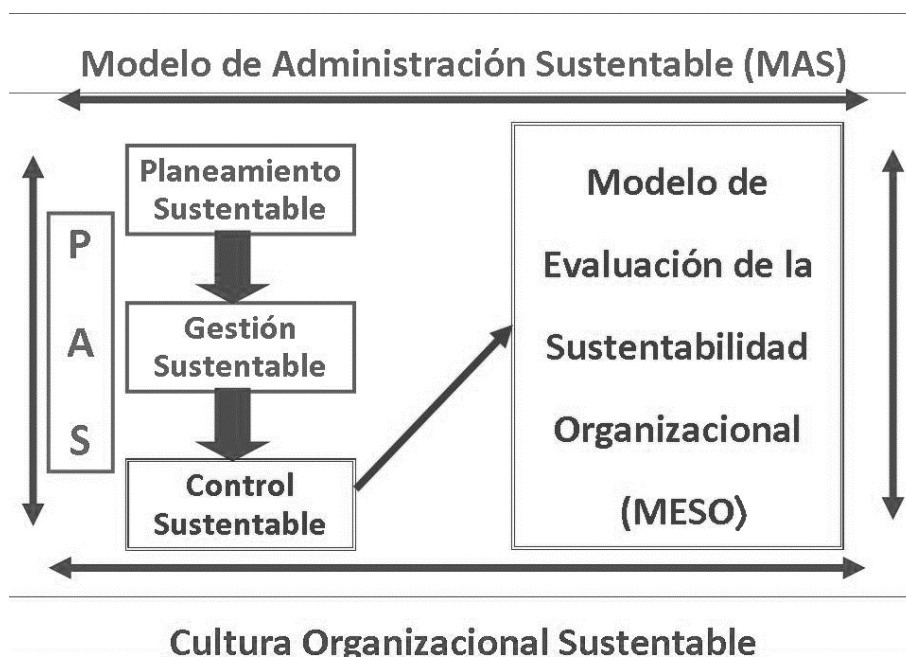 Modelo de Administración Sustentable (MAS)
P
A
S
Planeamiento
Sustentable
Gestión
Sustentable
Control
Sustentable
Modelo de
Evaluación de la
Sustentabilidad
Organizacional
(MESO)
Cultura Organizacional Sustentable